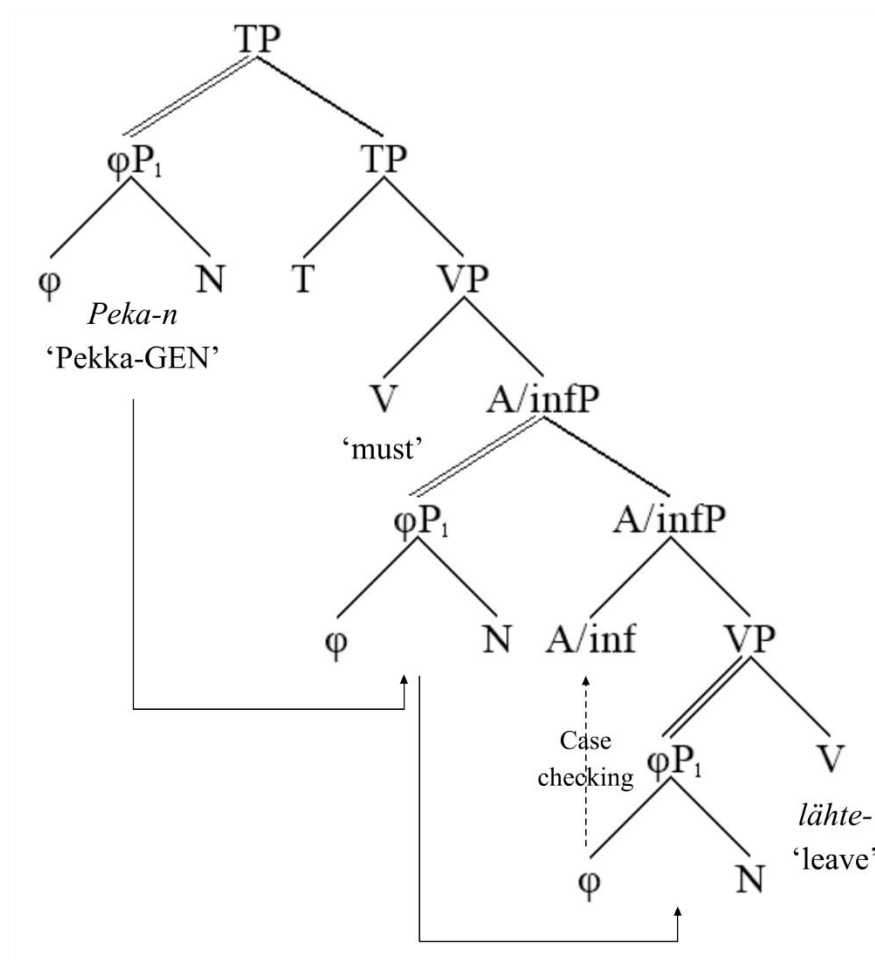 TP
φP₁ TP
φ N T VP
Peka-n
‘Pekka-GEN’
V A/infP
‘must’
φP₁ A/infP
φ N A/inf VP
Case
checking
φP₁ V
lähte-
‘leave’
φ N